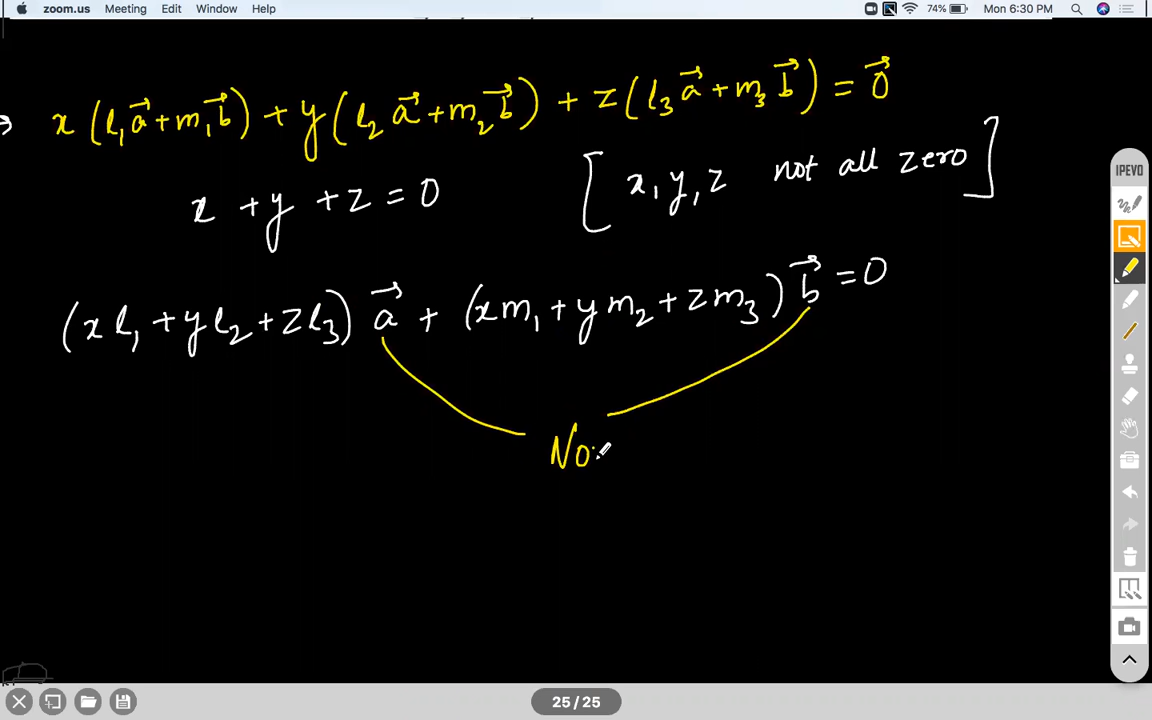 zoom.us Meeting Edit Window Help 74% Mon 6:30 PM
x(l₁a⃗+m₁b⃗)+y(l₂a⃗+m₂b⃗)+z(l₃a⃗+m₃b⃗)=0⃗
x+y+z=0 [x, y, z not all zero]
(xl₁+yl₂+zl₃)a⃗+(xm₁+ym₂+zm₃)b⃗=0
No
IPEVO
25/25